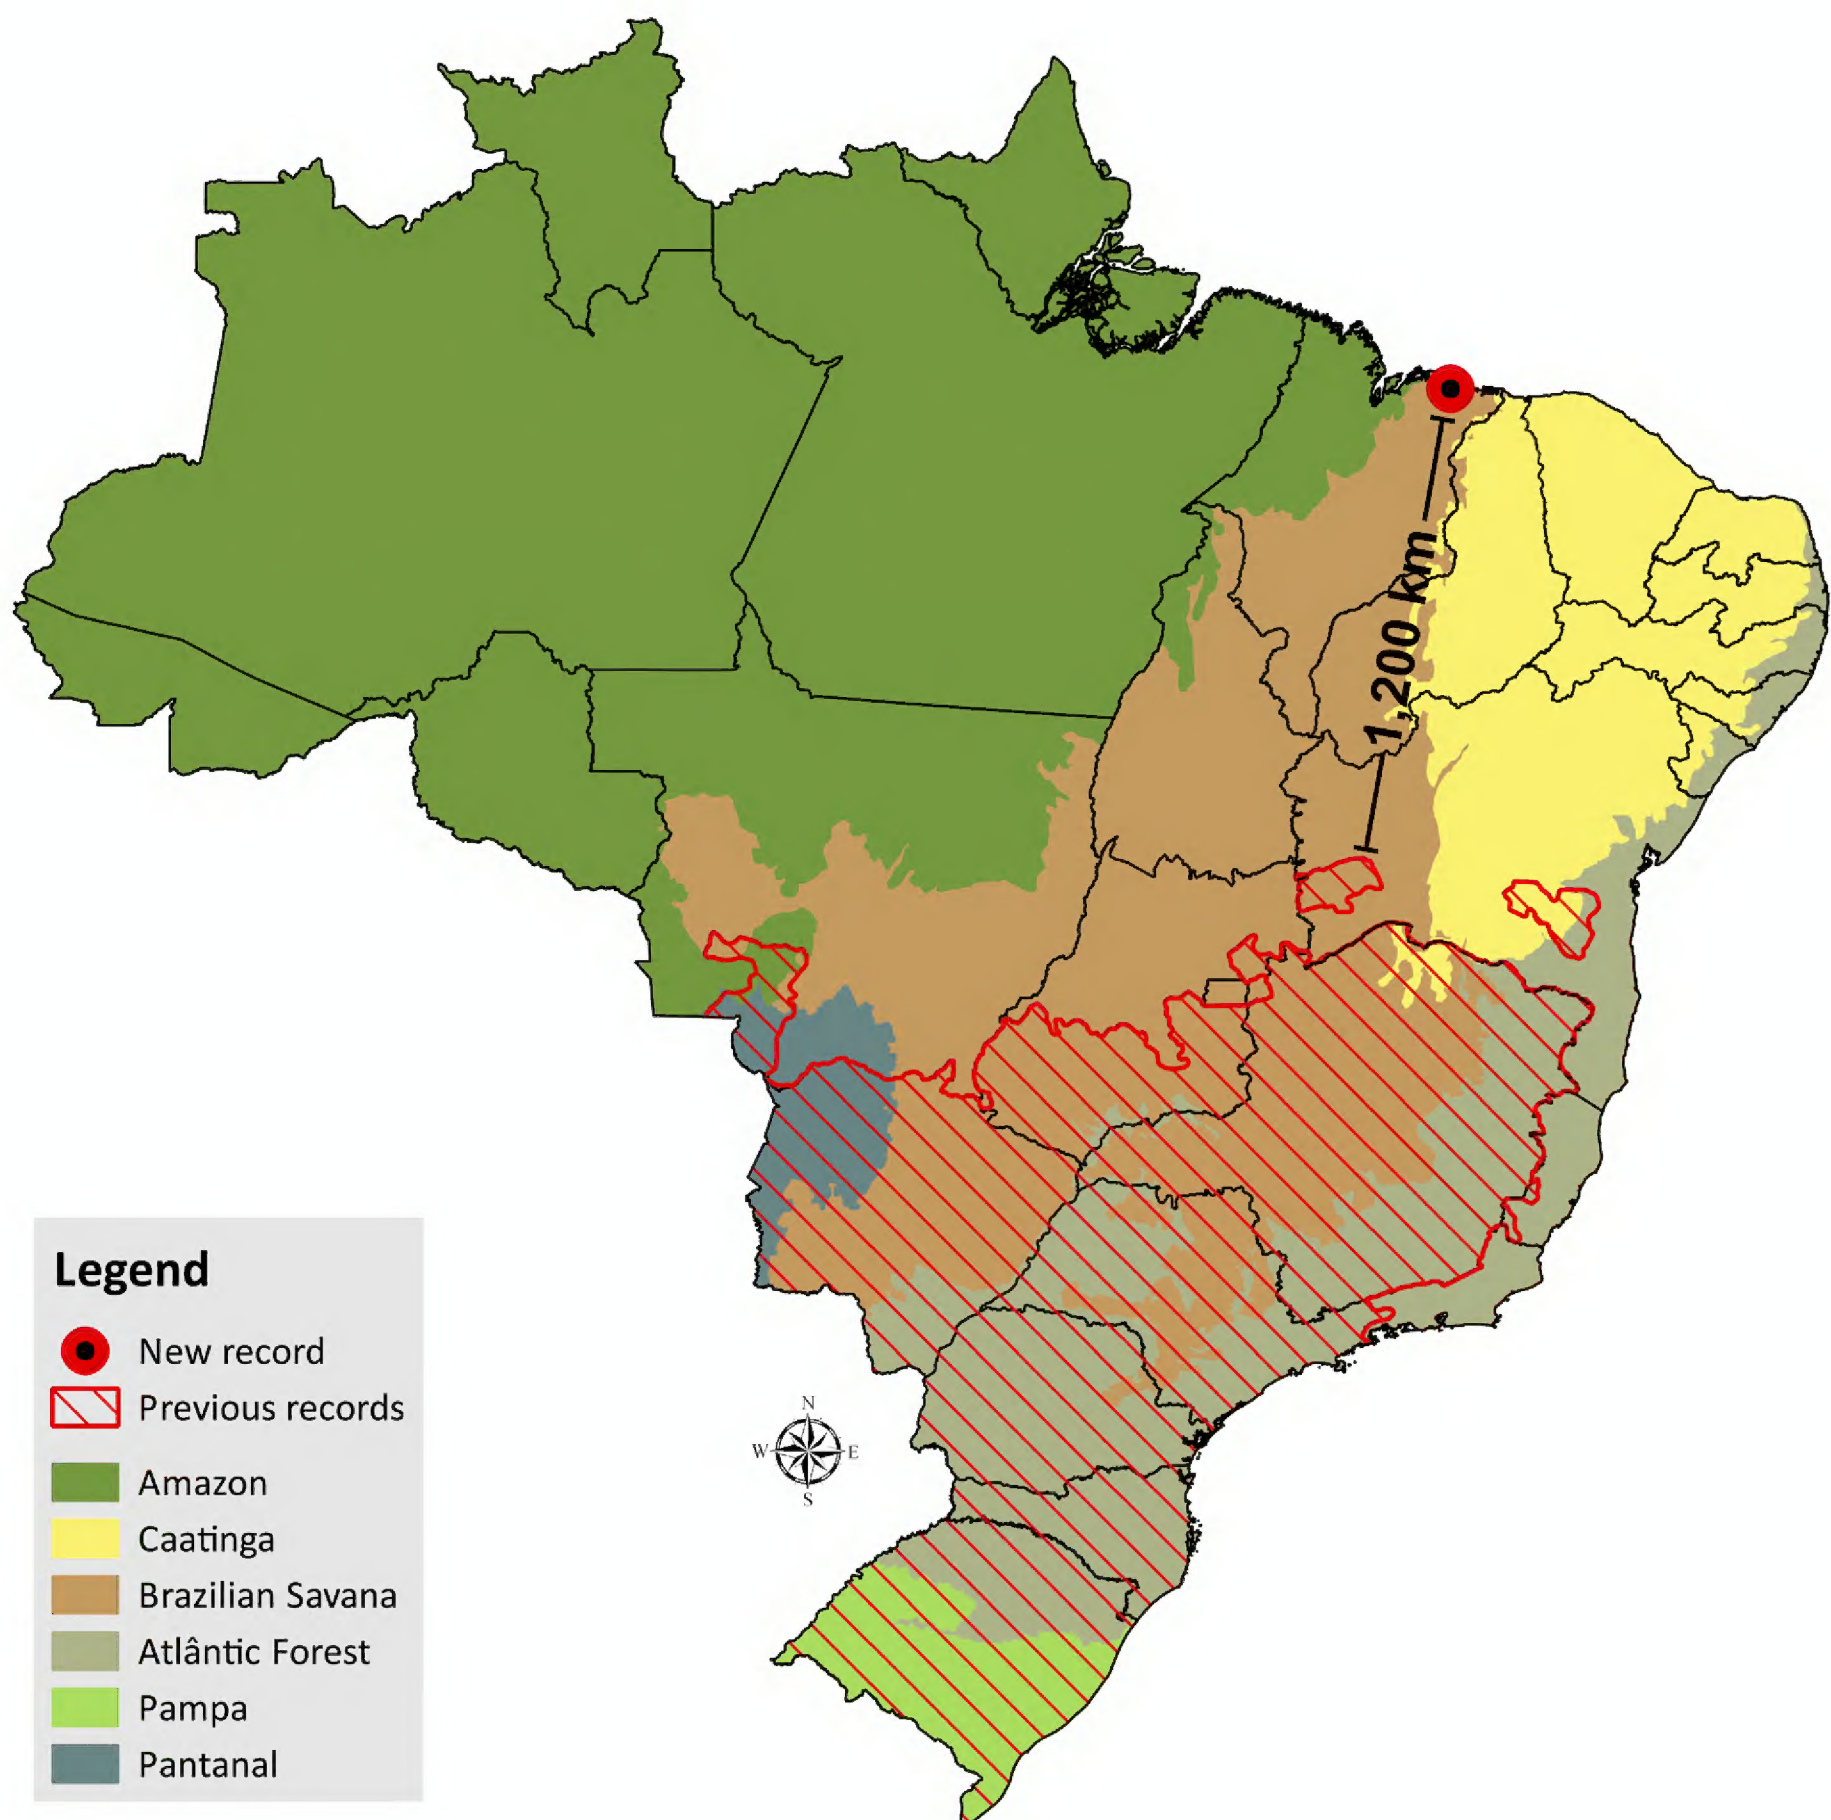 1,200 km
Legend
New record
Previous records
Amazon
Caatinga
Brazilian Savana
Atlântic Forest
Pampa
Pantanal
N
W E
S